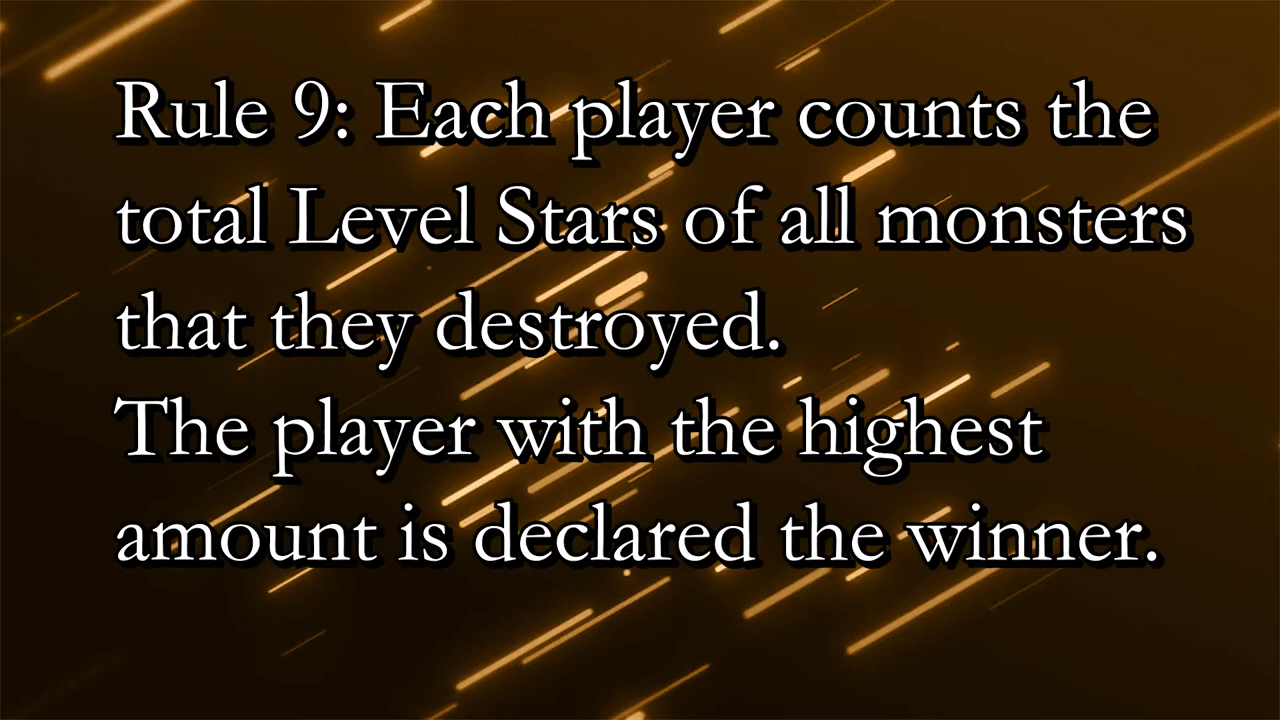 Rule 9: Each player counts the
total Level Stars of all monsters
that they destroyed.
The player with the highest
amount is declared the winner.